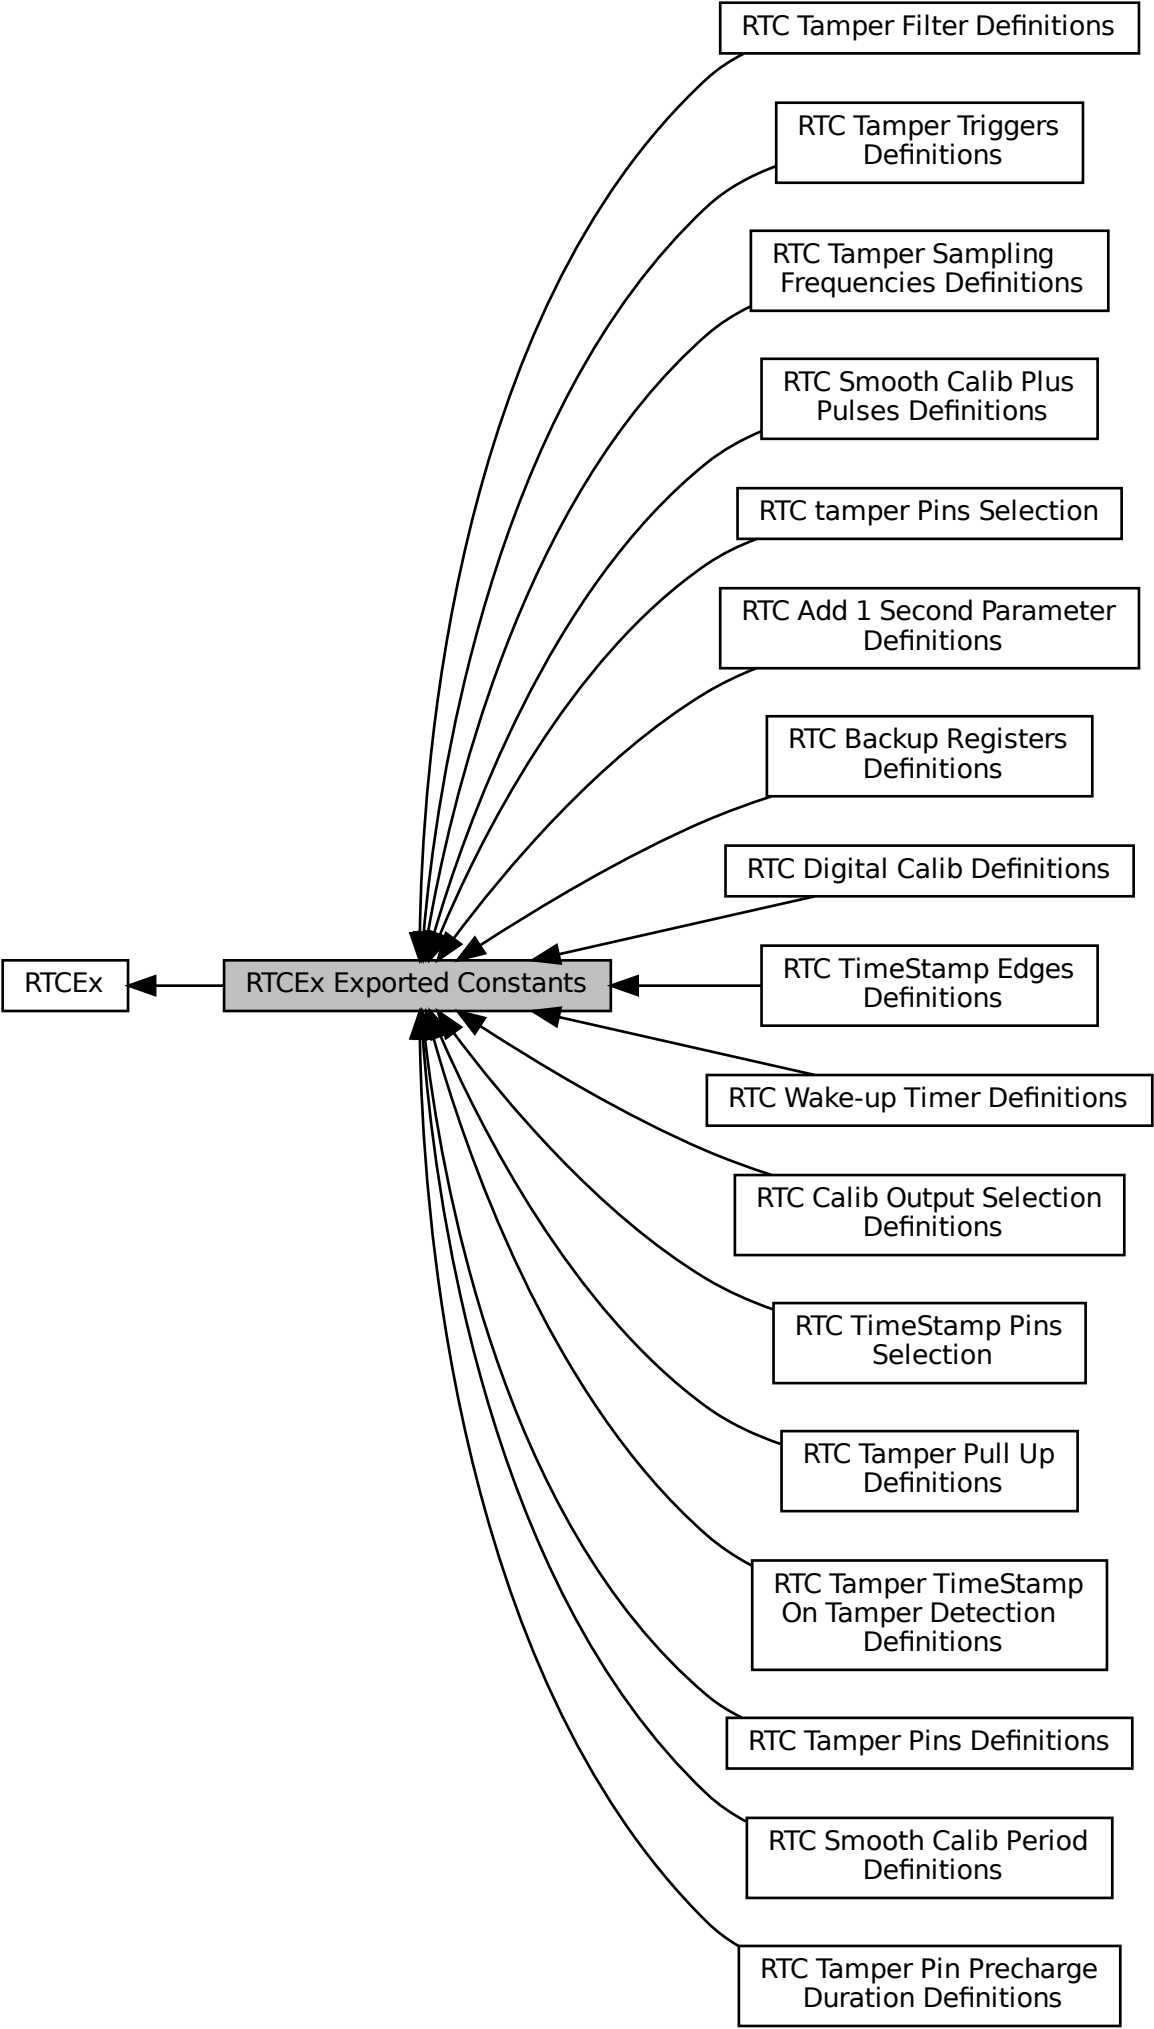 RTC Tamper Filter Definitions
RTC Tamper Triggers
Definitions
RTC Tamper Sampling
Frequencies Definitions
RTC Smooth Calib Plus
Pulses Definitions
RTC tamper Pins Selection
RTC Add 1 Second Parameter
Definitions
RTC Backup Registers
Definitions
RTC Digital Calib Definitions
RTCEx
RTCEx Exported Constants
RTC TimeStamp Edges
Definitions
RTC Wake-up Timer Definitions
RTC Calib Output Selection
Definitions
RTC TimeStamp Pins
Selection
RTC Tamper Pull Up
Definitions
RTC Tamper TimeStamp
On Tamper Detection
Definitions
RTC Tamper Pins Definitions
RTC Smooth Calib Period
Definitions
RTC Tamper Pin Precharge
Duration Definitions